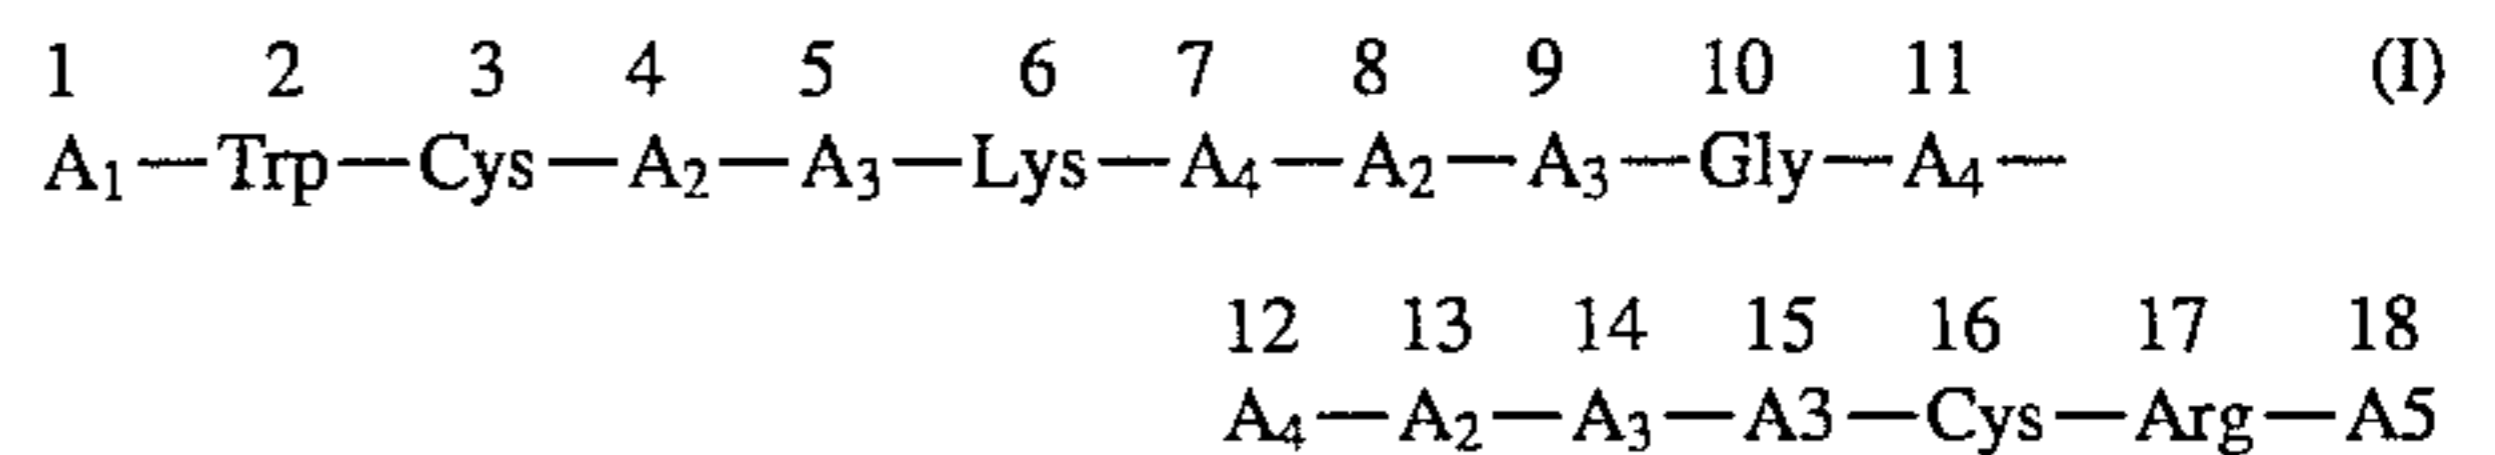 1 2 3 4 5 6 7 8 9 10 11 (I)
A₁—Trp—Cys—A₂—A₃—Lys—A₄—A₂—A₃—Gly—A₄—
12 13 14 15 16 17 18
A₄—A₂—A₃—A3—Cys—Arg—A5